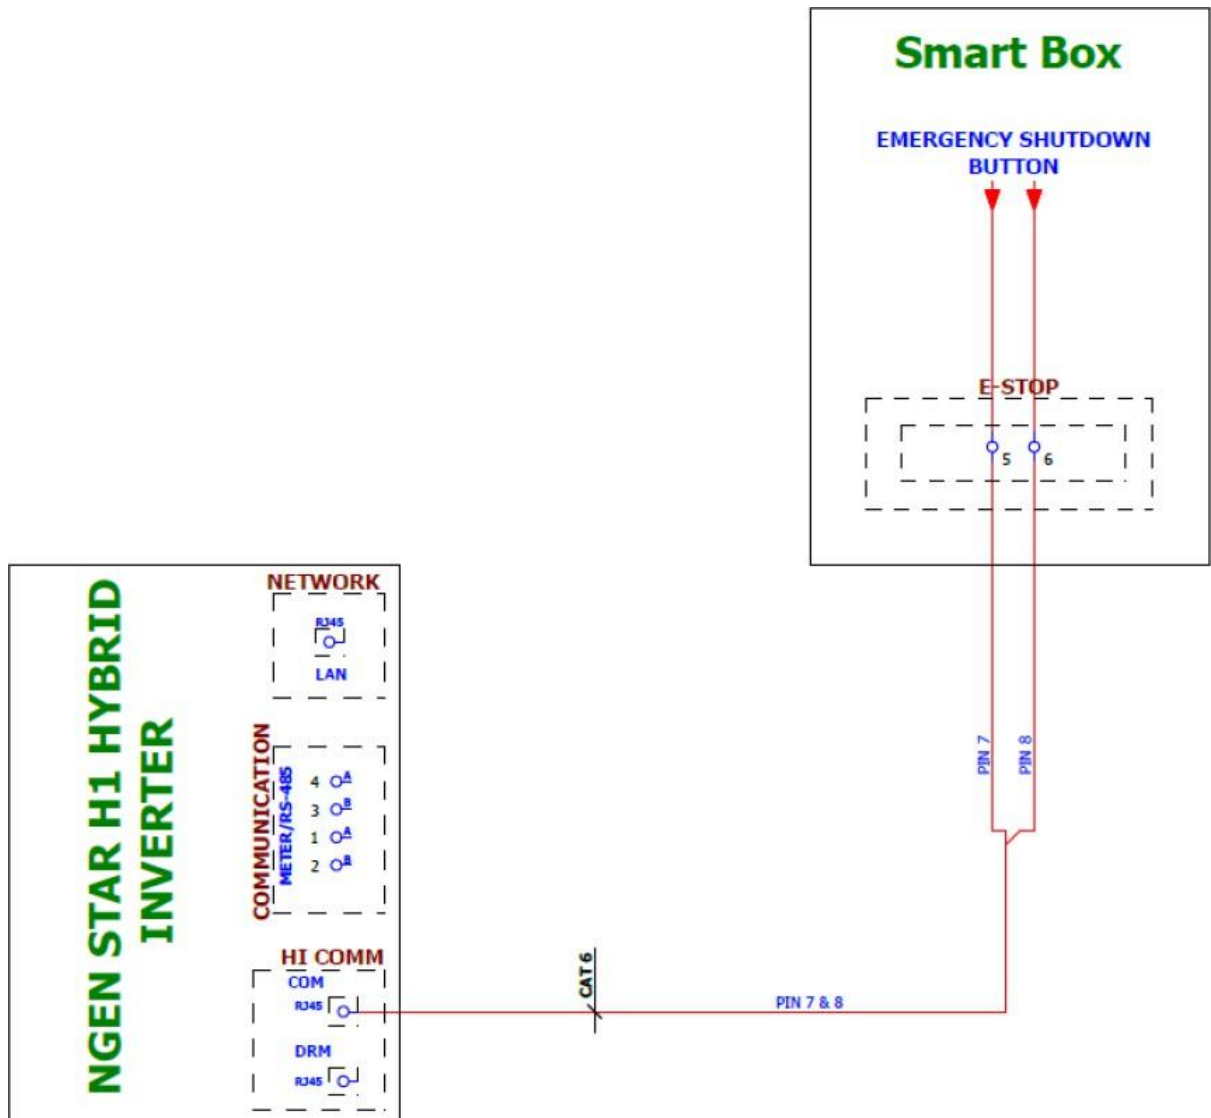 Smart Box
EMERGENCY SHUTDOWN
BUTTON
E-STOP
5
6
PIN 7
PIN 8
NGEN STAR H1 HYBRID
INVERTER
NETWORK
RJ45
LAN
COMMUNICATION
METER/RS-485
4 A
3 B
1 A
2 B
HI COMM
COM
RJ45
DRM
RJ45
CAT 6
PIN 7 & 8